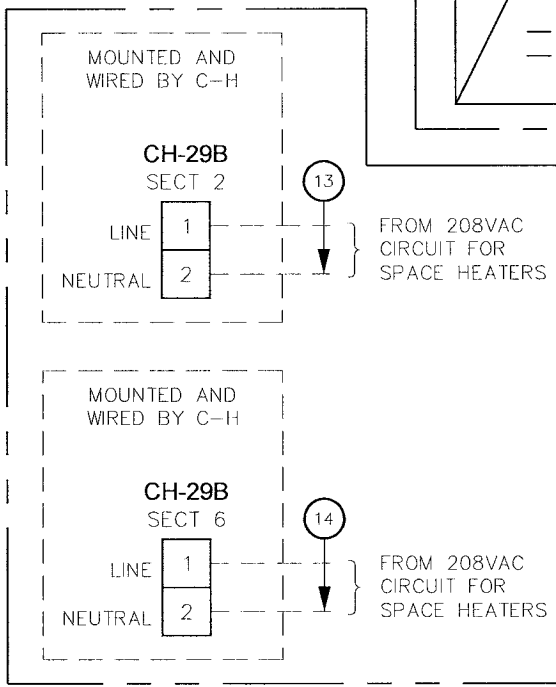 MOUNTED AND
WIRED BY C-H
CH-29B
SECT 2
13
LINE 1
NEUTRAL 2
FROM 208VAC
CIRCUIT FOR
SPACE HEATERS
MOUNTED AND
WIRED BY C-H
CH-29B
SECT 6
14
LINE 1
NEUTRAL 2
FROM 208VAC
CIRCUIT FOR
SPACE HEATERS